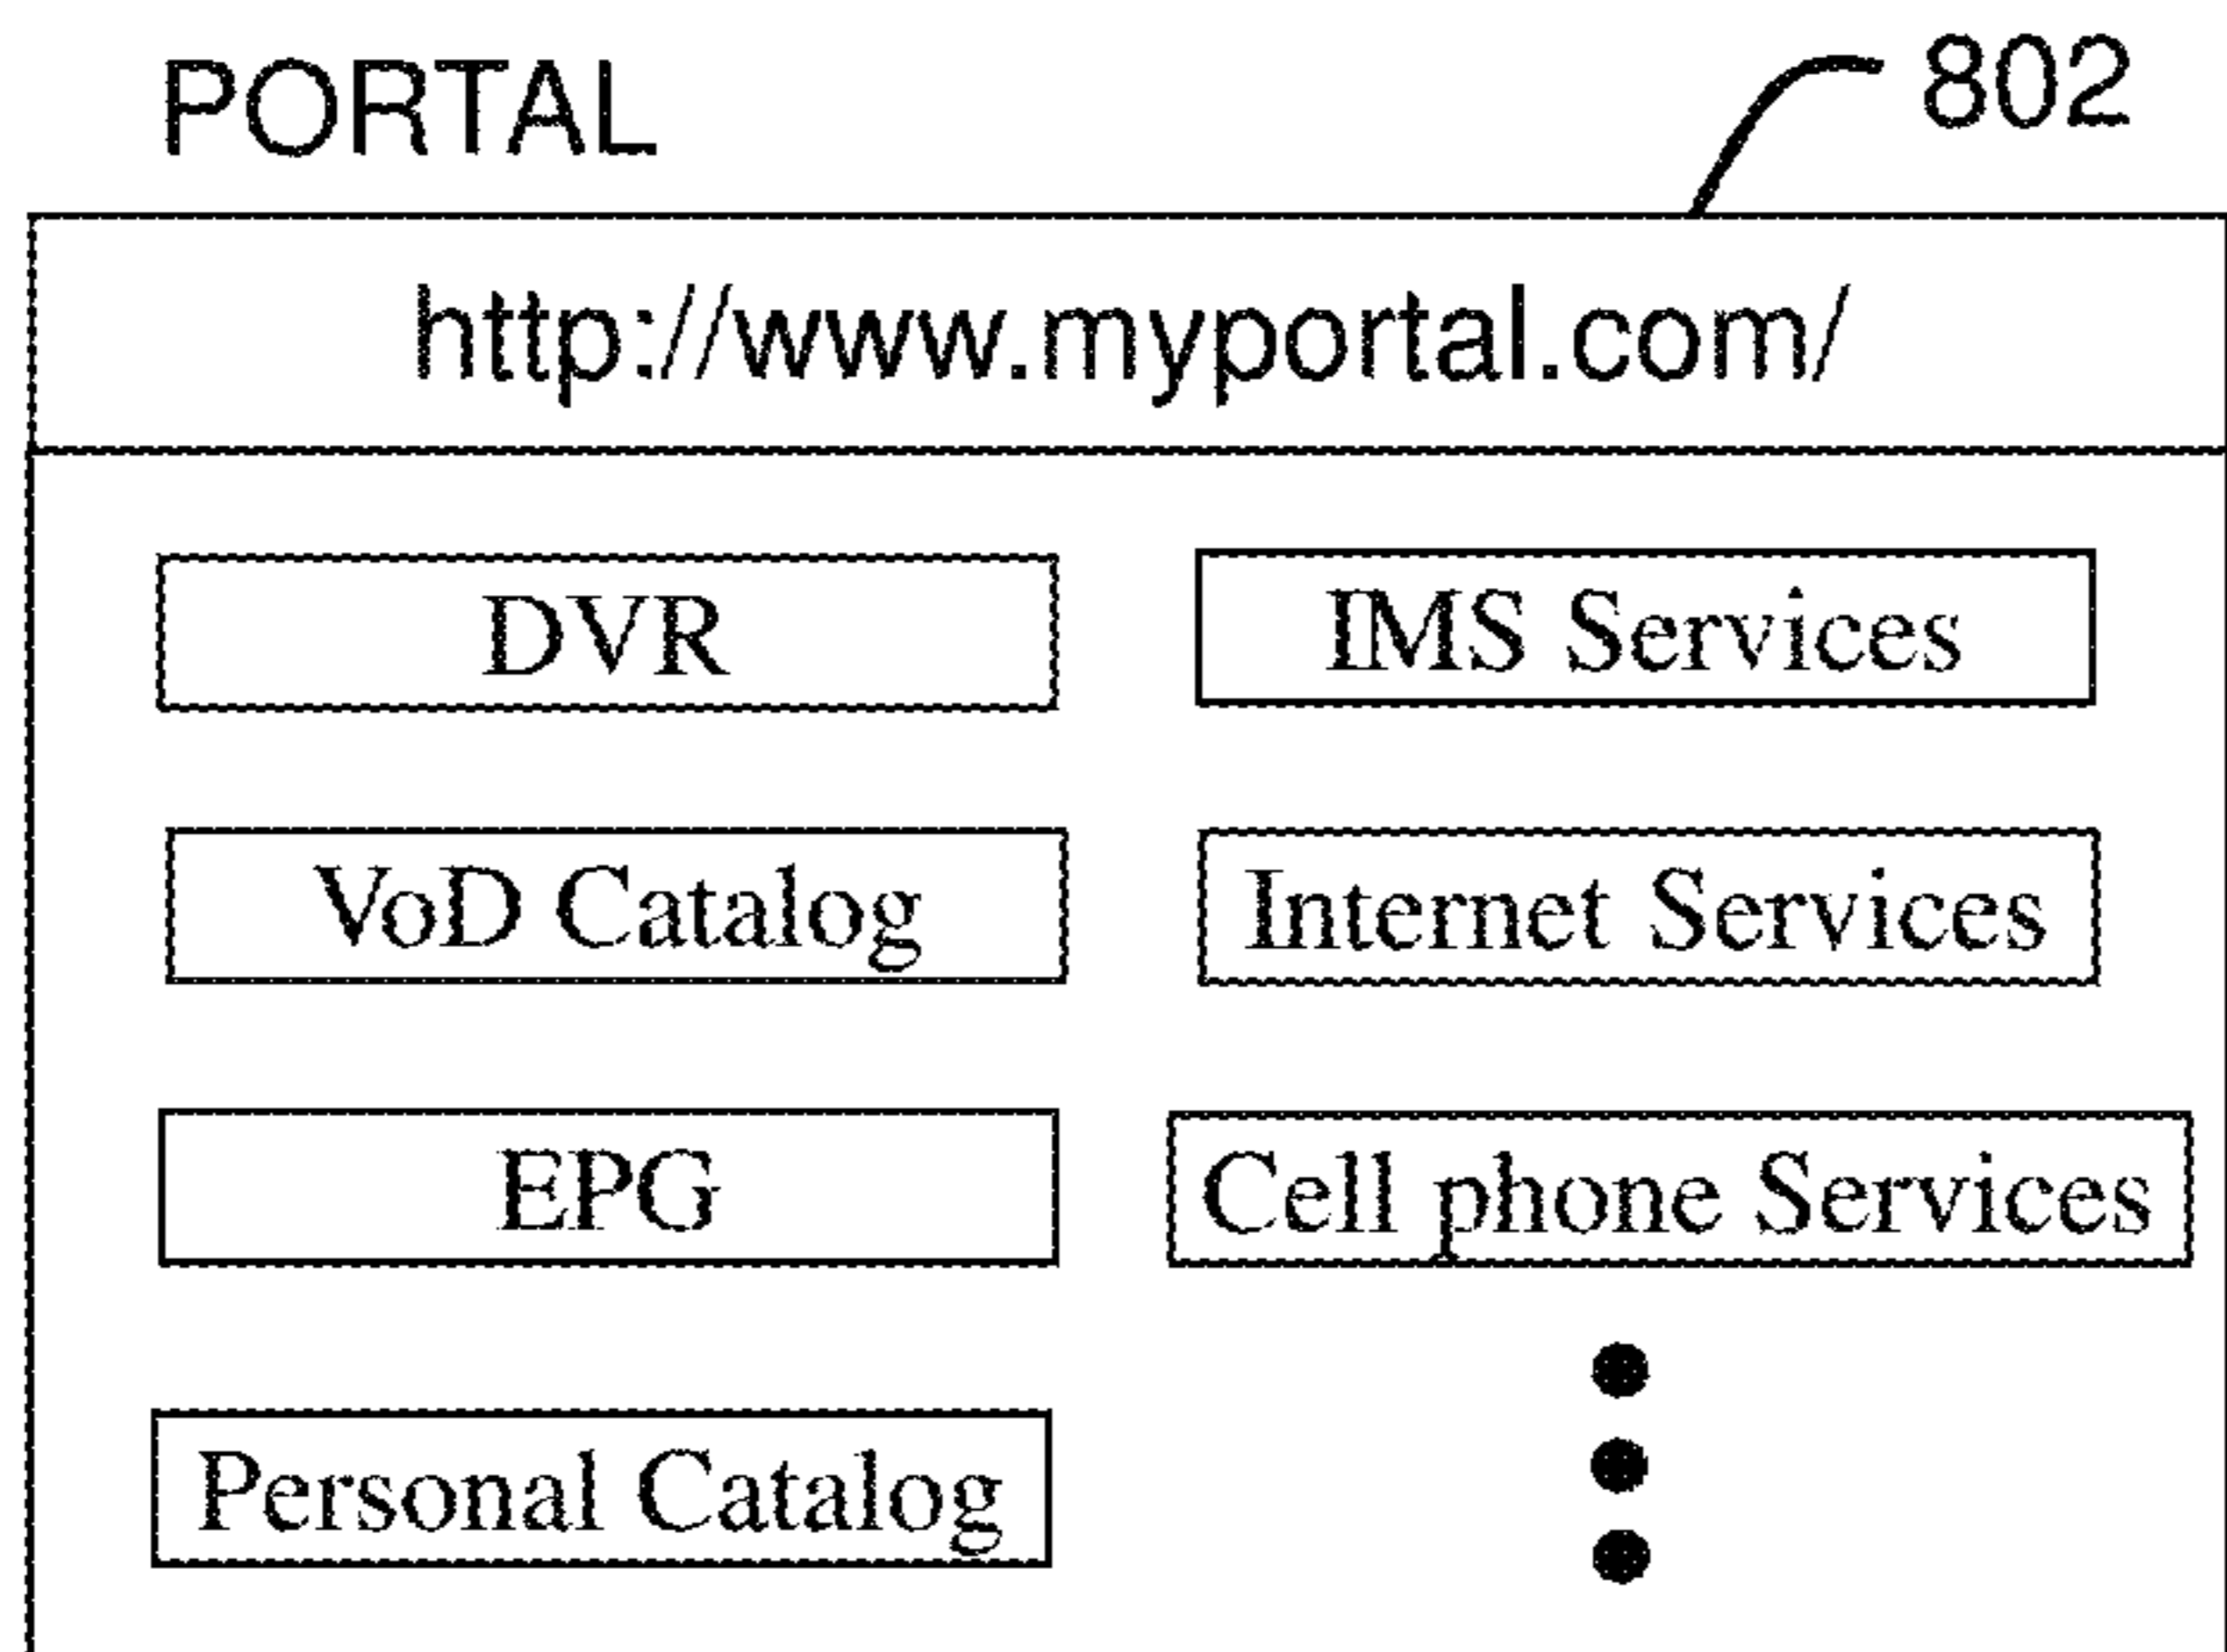 PORTAL
802
http://www.myportal.com/
DVR
IMS Services
VoD Catalog
Internet Services
EPG
Cell phone Services
Personal Catalog